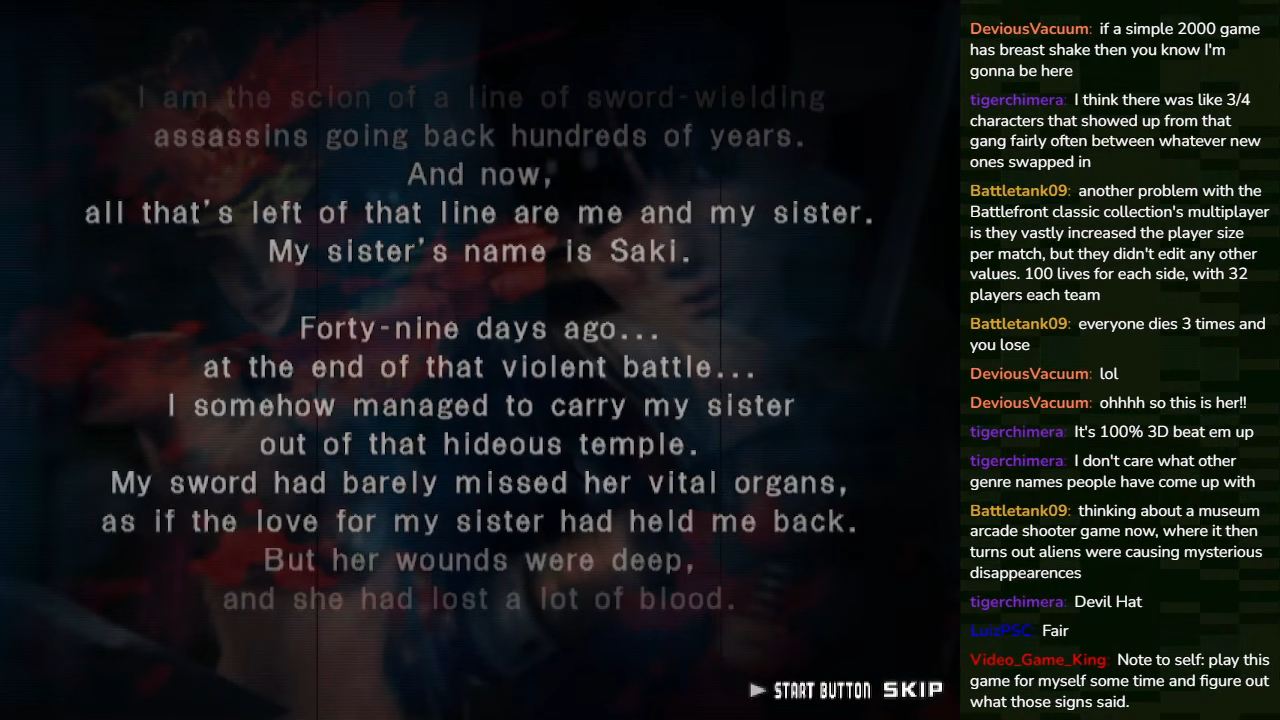 I am the scion of a line of sword-wielding
assassins going back hundreds of years.
And now,
all that's left of that line are me and my sister.
My sister's name is Saki.
Forty-nine days ago...
at the end of that violent battle...
I somehow managed to carry my sister
out of that hideous temple.
My sword had barely missed her vital organs,
as if the love for my sister had held me back.
But her wounds were deep,
and she had lost a lot of blood.
▶ START BUTTON SKIP
DeviousVacuum: if a simple 2000 game
has breast shake then you know I'm
gonna be here
tigerchimera: I think there was like 3/4
characters that showed up from that
gang fairly often between whatever new
ones swapped in
Battletank09: another problem with the
Battlefront classic collection's multiplayer
is they vastly increased the player size
per match, but they didn't edit any other
values. 100 lives for each side, with 32
players each team
Battletank09: everyone dies 3 times and
you lose
DeviousVacuum: lol
DeviousVacuum: ohhhh so this is her!!
tigerchimera: It's 100% 3D beat em up
tigerchimera: I don't care what other
genre names people have come up with
Battletank09: thinking about a museum
arcade shooter game now, where it then
turns out aliens were causing mysterious
disappearences
tigerchimera: Devil Hat
LuizPSC: Fair
Video_Game_King: Note to self: play this
game for myself some time and figure out
what those signs said.